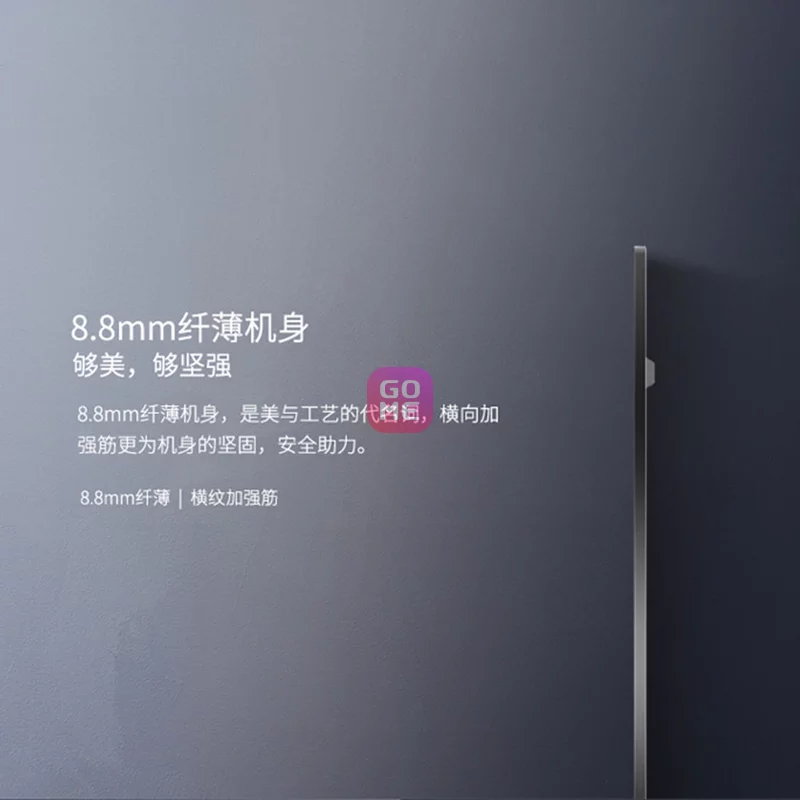 8.8mm纤薄机身
够美，够坚强
8.8mm纤薄机身，是美与工艺的代名词，横向加
强筋更为机身的坚固，安全助力。
8.8mm纤薄 | 横纹加强筋
GO
ME